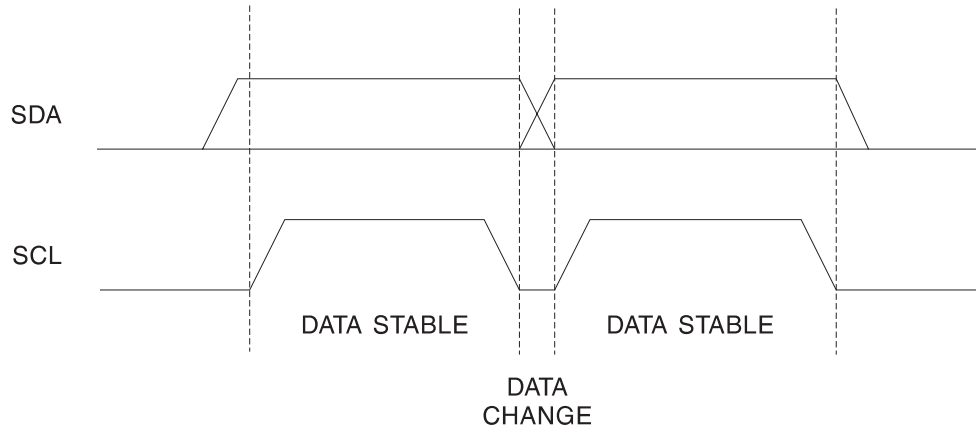 SDA
SCL
DATA STABLE
DATA STABLE
DATA
CHANGE